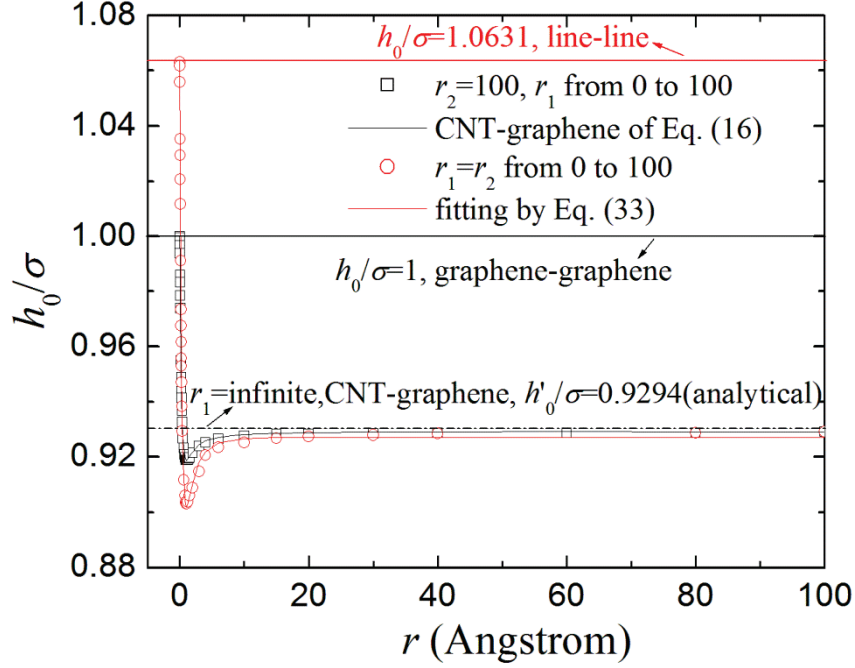 1.08
h0/σ=1.0631, line-line
r2=100, r1 from 0 to 100
1.04
CNT-graphene of Eq. (16)
r1=r2 from 0 to 100
fitting by Eq. (33)
1.00
h0/σ
h0/σ=1, graphene-graphene
0.96
r1=infinite,CNT-graphene, h'0/σ=0.9294(analytical)
0.92
0.88
0 20 40 60 80 100
r (Angstrom)